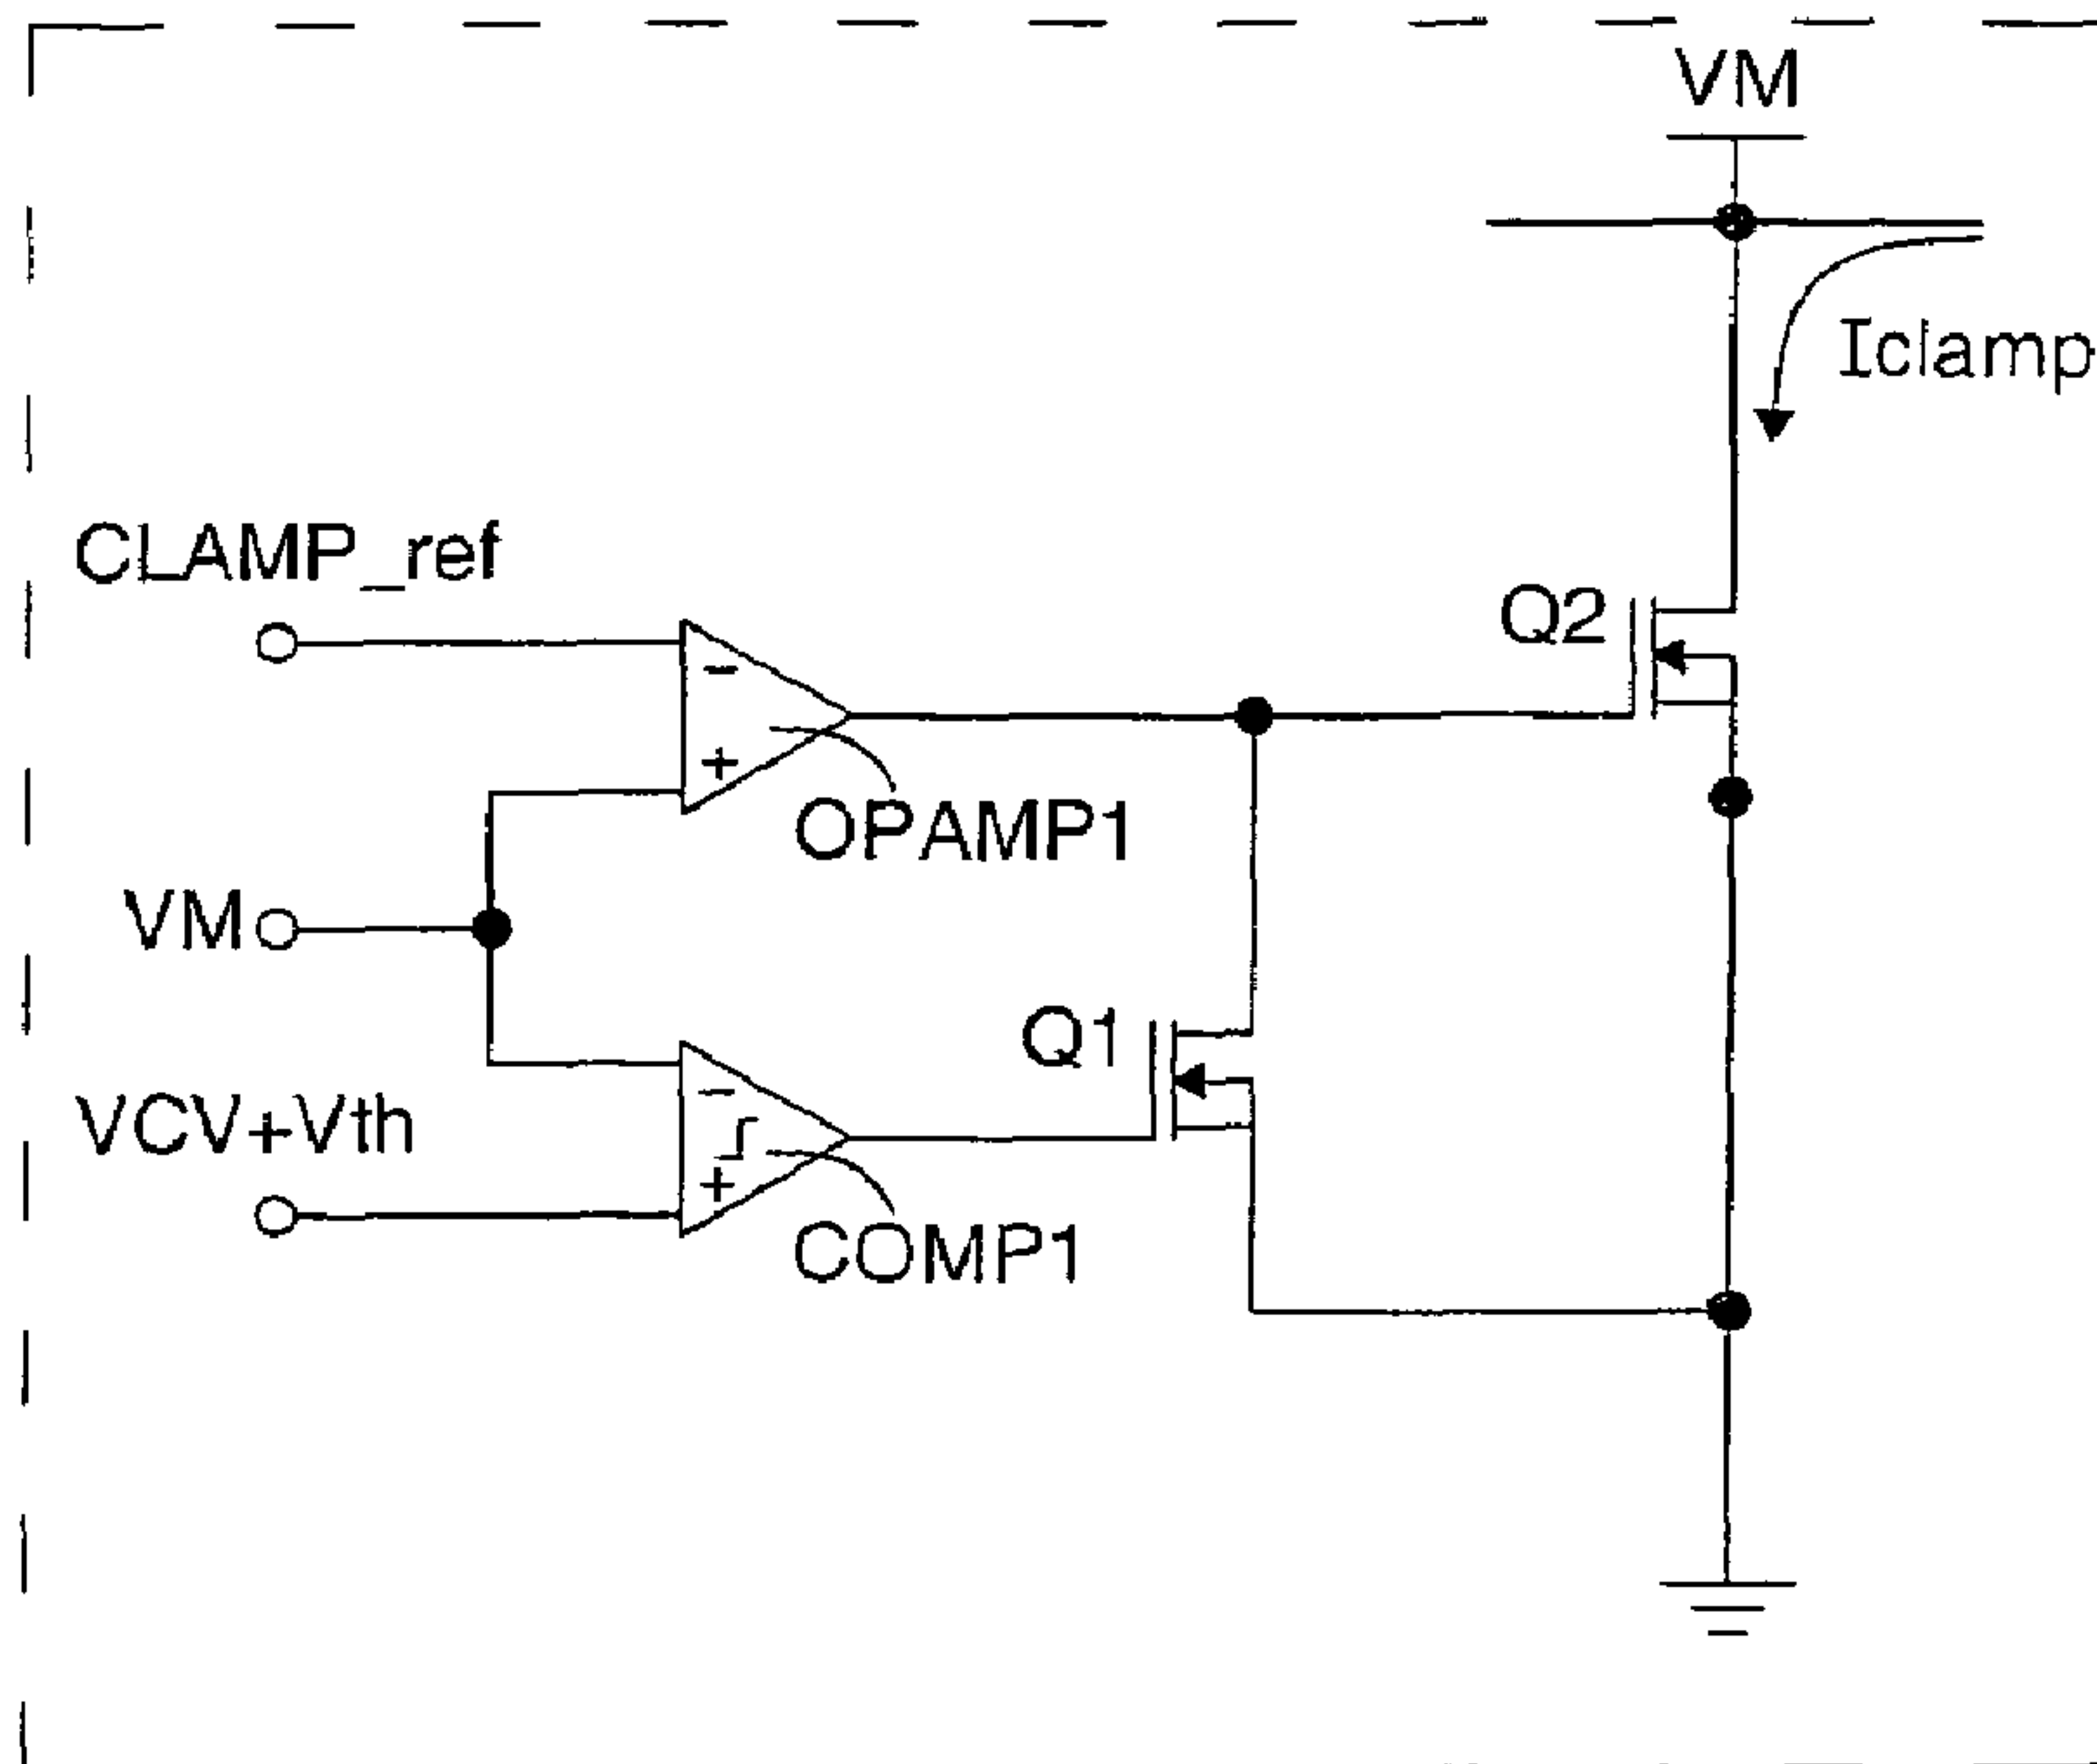 VM
Iclamp
CLAMP_ref
Q2
-
+
OPAMP1
VM
Q1
VCV+Vth
-
+
COMP1